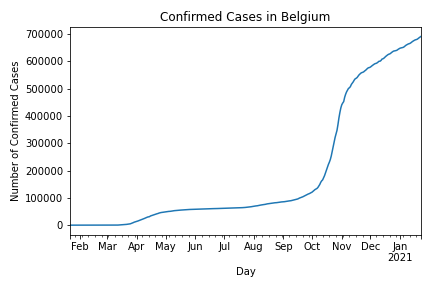 Confirmed Cases in Belgium
Number of Confirmed Cases
700000
600000
500000
400000
300000
200000
100000
0
Feb Mar Apr May Jun Jul Aug Sep Oct Nov Dec Jan
2021
Day